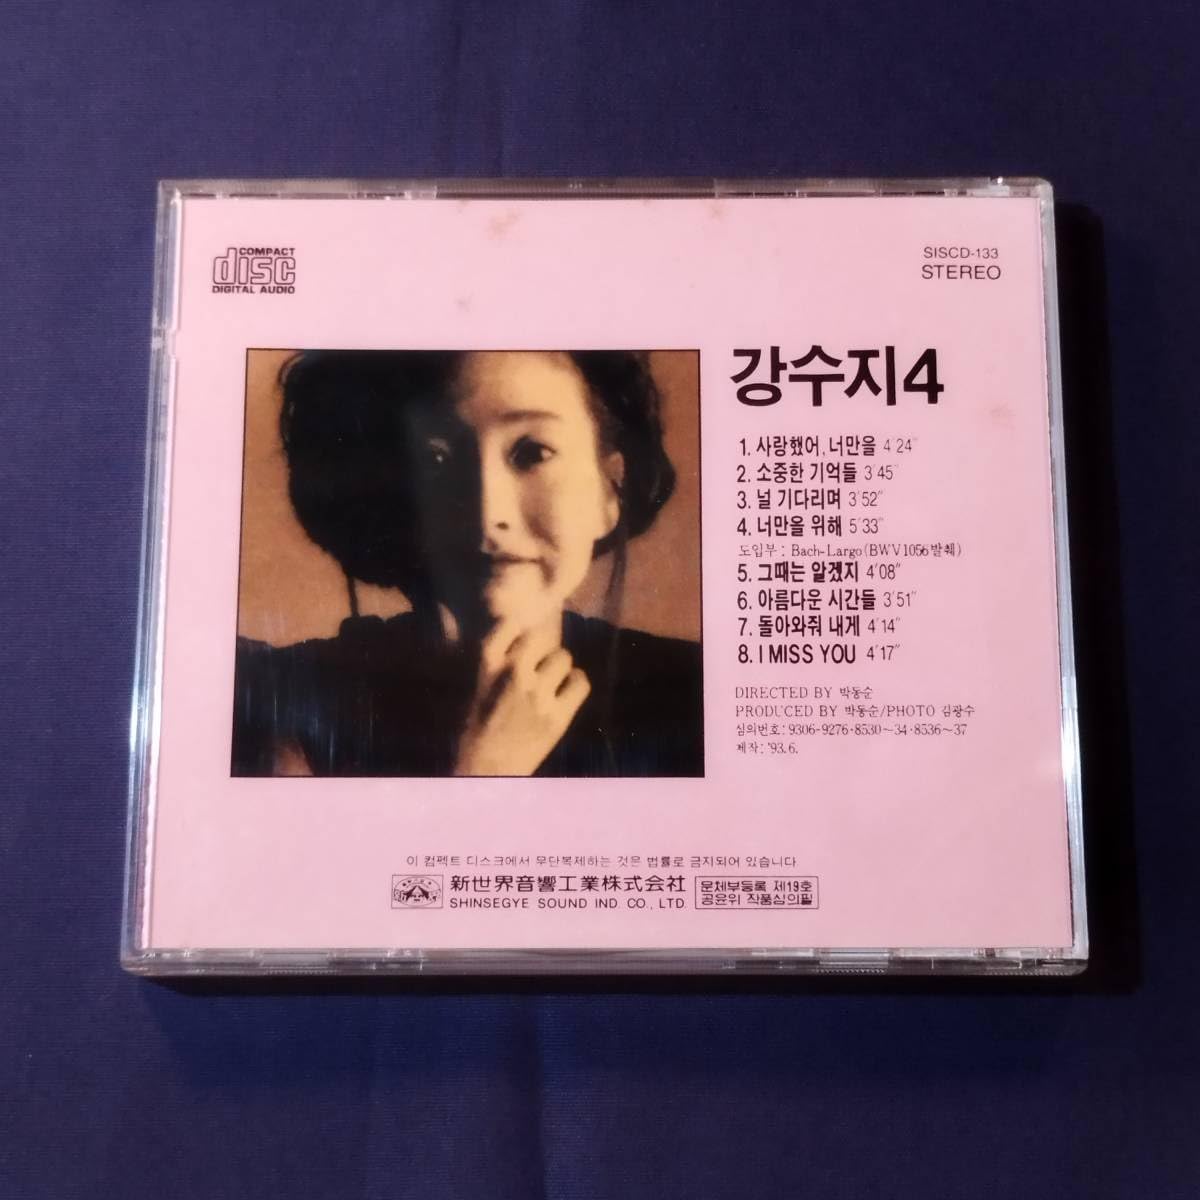 COMPACT
disc
DIGITAL AUDIO
SISCD-133
STEREO
강수지4
1. 사랑했어, 너만을 4'24"
2. 소중한 기억들 3'45"
3. 널 기다리며 3'52"
4. 너만을 위해 5'33"
도입부 : Bach-Largo(BWV1056발췌)
5. 그때는 알겠지 4'08"
6. 아름다운 시간들 3'51"
7. 돌아와줘 내게 4'14"
8. I MISS YOU 4'17"
DIRECTED BY 박동순
PRODUCED BY 박동순/PHOTO 김광수
심의번호: 9306-9276·8530~34·8536~37
제작: '93.6.
이 컴팩트 디스크에서 무단복제하는 것은 법률로 금지되어 있습니다.
新世界音響工業株式会社
SHINSEGYE SOUND IND. CO., LTD.
문체부등록 제19호
공윤위 작품심의필